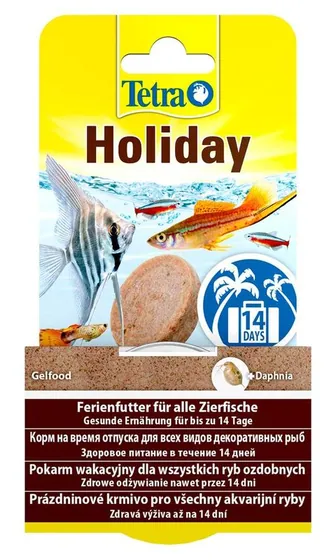 Tetra
Holiday
14
DAYS
Gelfood
+Daphnia
Ferienfutter für alle Zierfische
Gesunde Ernährung für bis zu 14 Tage
Корм на время отпуска для всех видов декоративных рыб
Здоровое питание в течение 14 дней
Pokarm wakacyjny dla wszystkich ryb ozdobnych
Zdrowe odżywianie nawet przez 14 dni
Prázdninové krmivo pro všechny akvarijní ryby
Zdravá výživa až na 14 dní